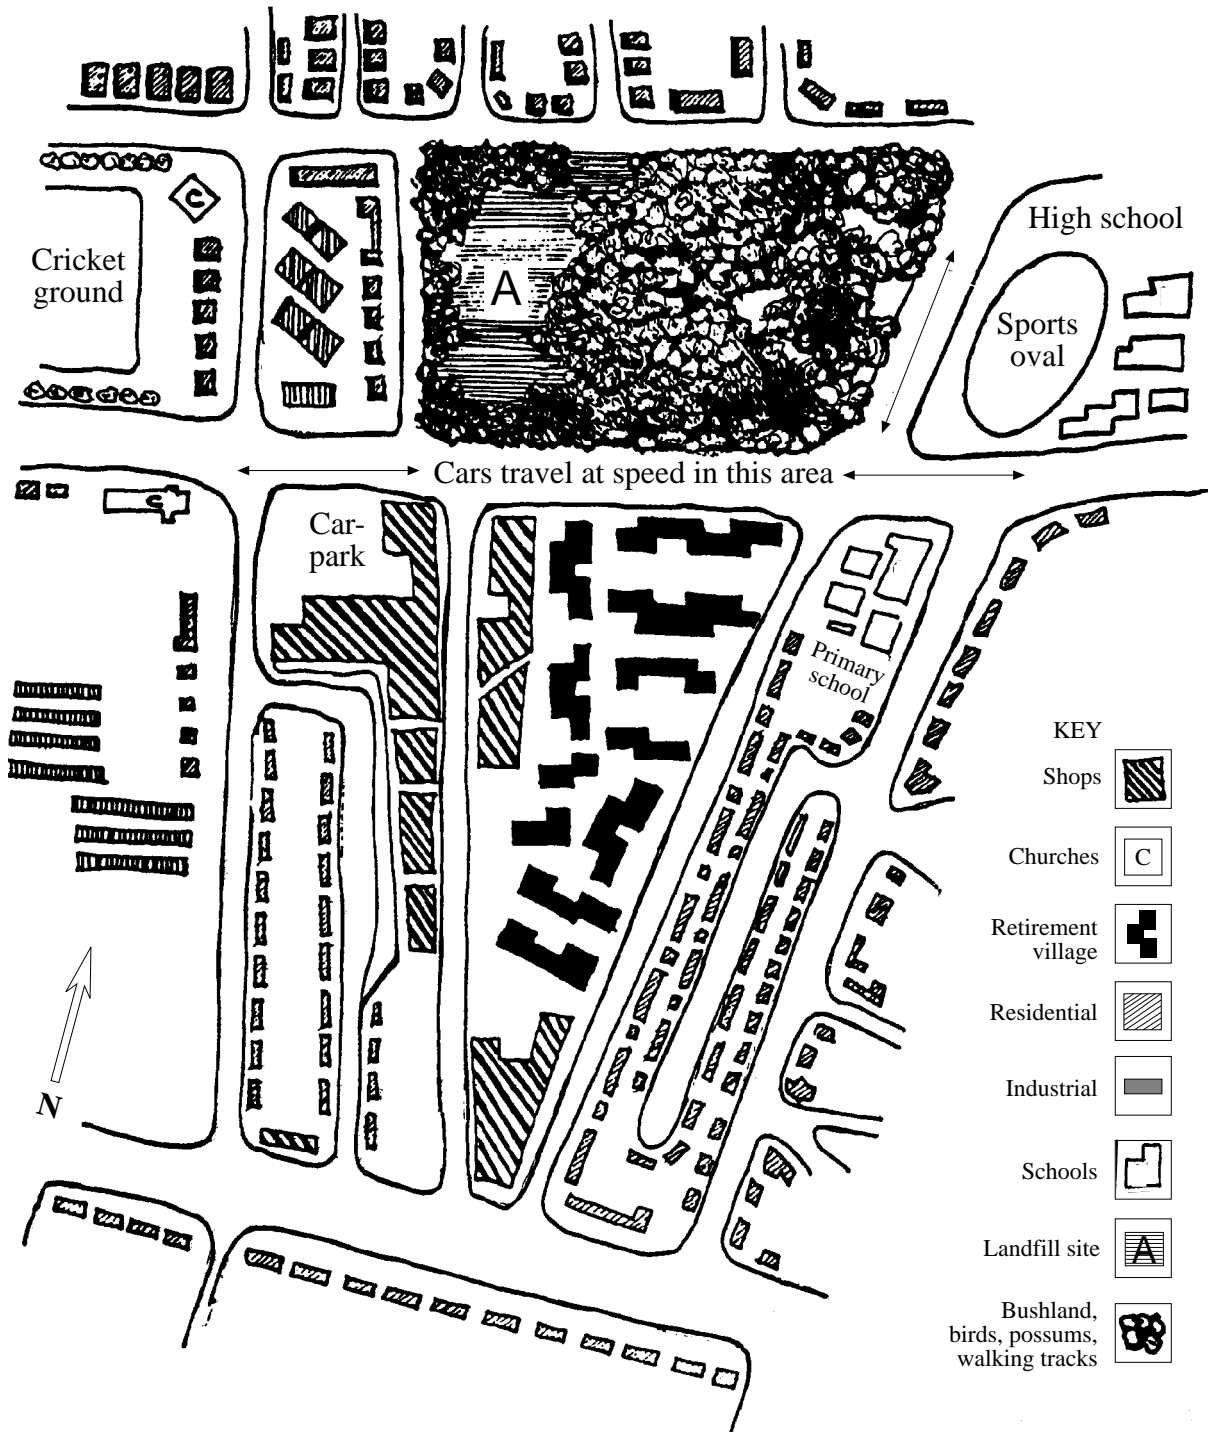 C
High school
Cricket
ground
A
Sports
oval
Cars travel at speed in this area
C
Car-
park
Primary
school
KEY
Shops
Churches
C
Retirement
village
Residential
N
Industrial
Schools
Landfill site
A
Bushland,
birds, possums,
walking tracks